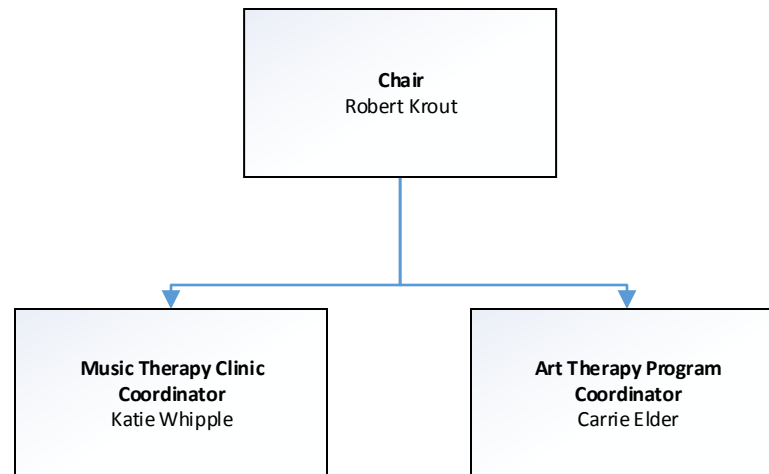 Chair
Robert Krout
Music Therapy Clinic
Coordinator
Katie Whipple
Art Therapy Program
Coordinator
Carrie Elder